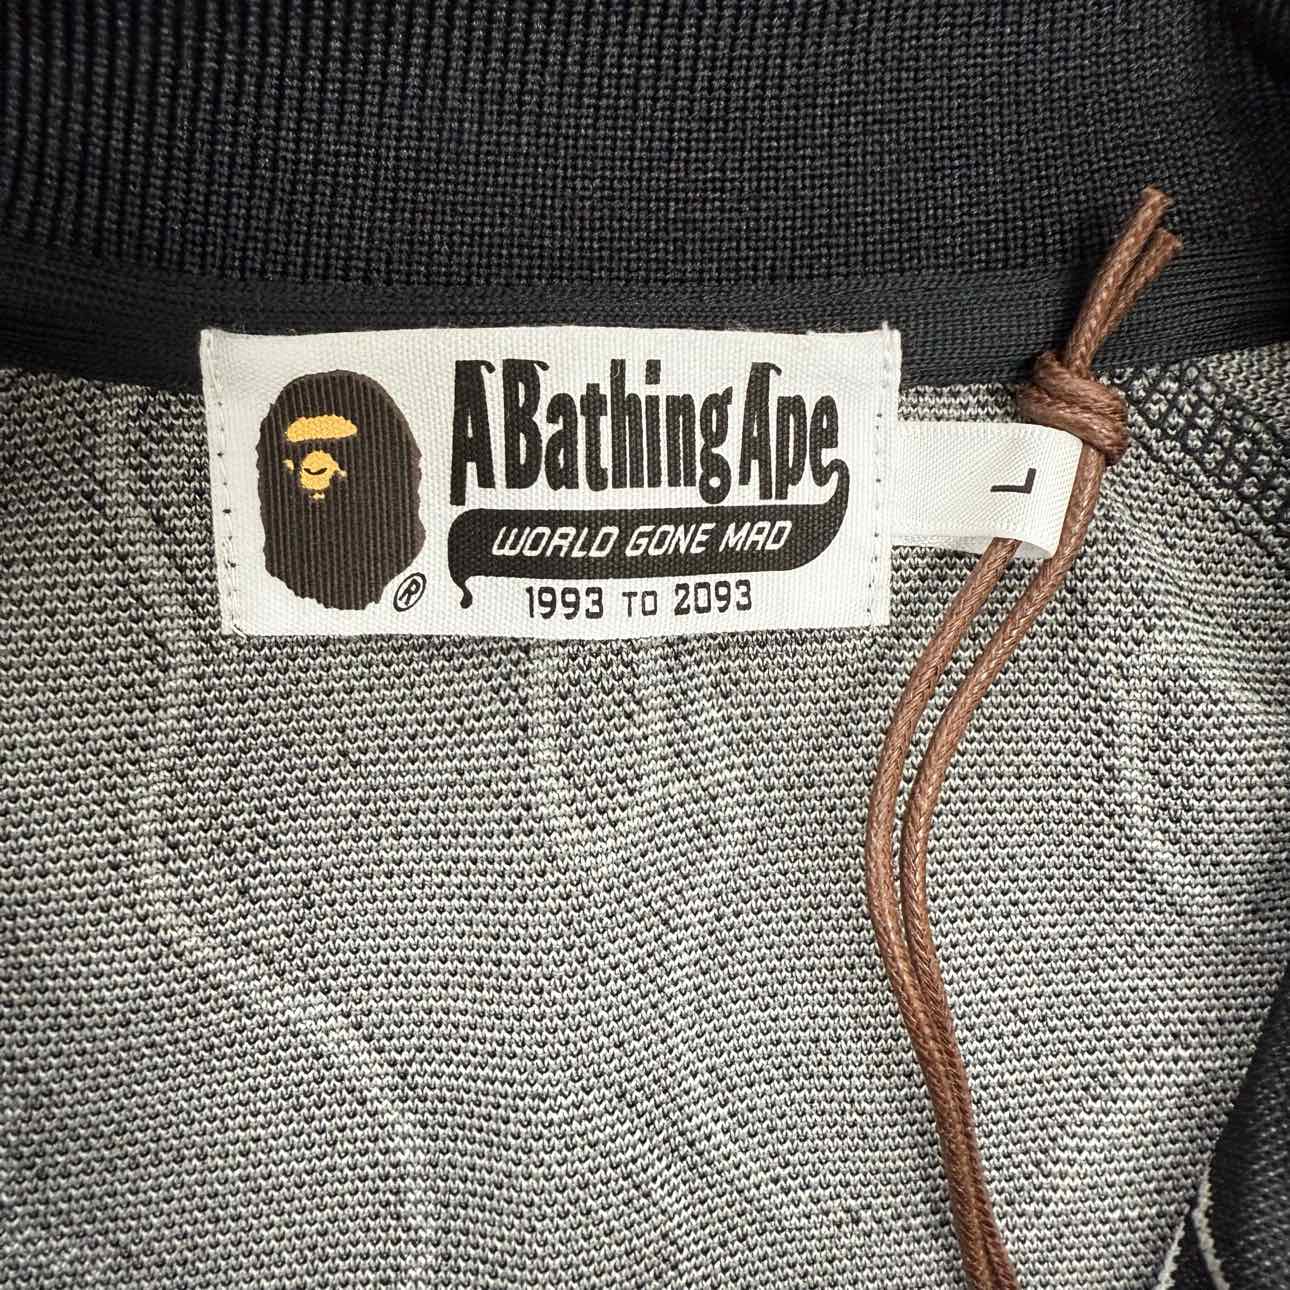 A Bathing Ape
WORLD GONE MAD
1993 TO 2093
®
L